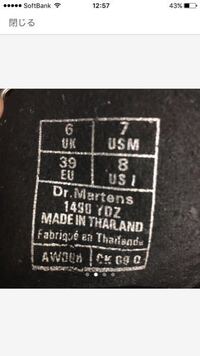 SoftBank 12:57 43%
閉じる
6 7
UK USM
39 8
EU US
Dr. Martens
1490
MADE IN THAILAND
Fabriqué en Thaïlande